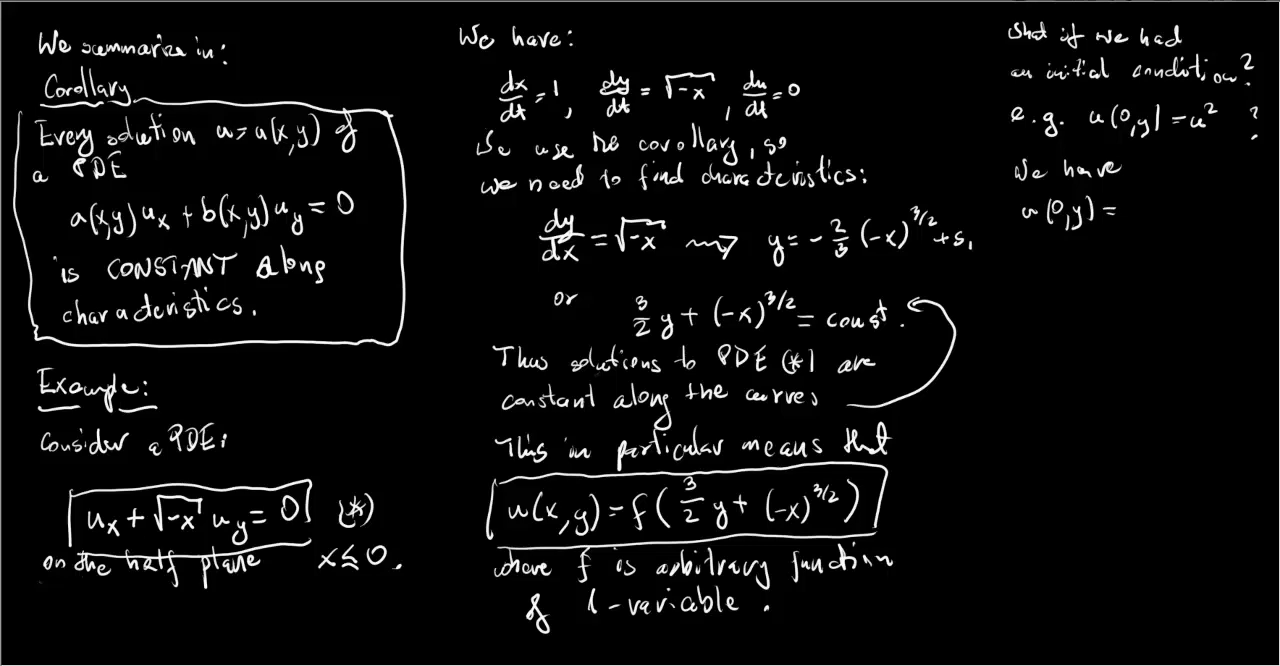 We summarize in:
Corollary
Every solution u=u(x,y) of
a PDE
a(x,y)uₓ + b(x,y)u_y = 0
is CONSTANT along
characteristics.
Example:
Consider a PDE:
uₓ + √-x u_y = 0 (*)
on the half plane x ≤ 0.
We have:
dx/dt = 1, dy/dt = √-x, du/dt = 0
We use the corollary, so
we need to find characteristics:
dy/dx = √-x ⇝ y = -2/3 (-x)^3/2 + s,
or 3/2 y + (-x)^3/2 = const.
Thus solutions to PDE (*) are
constant along the curves
This in particular means that
u(x,y) = f(3/2 y + (-x)^3/2)
where f is arbitrary function
of 1-variable.
What if we had
an initial condition?
e.g. u(0,y) = u² ?
We have
u(0,y) =